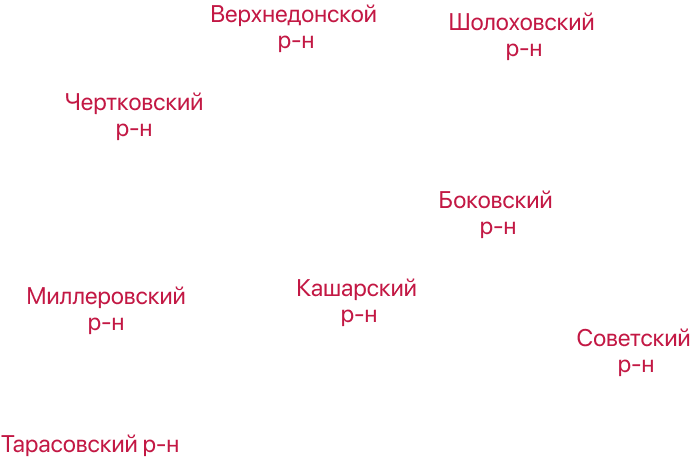 Верхнедонской
р-н
Шолоховский
р-н
Чертковский
р-н
Боковский
р-н
Кашарский
р-н
Миллеровский
р-н
Советский
р-н
Тарасовский р-н